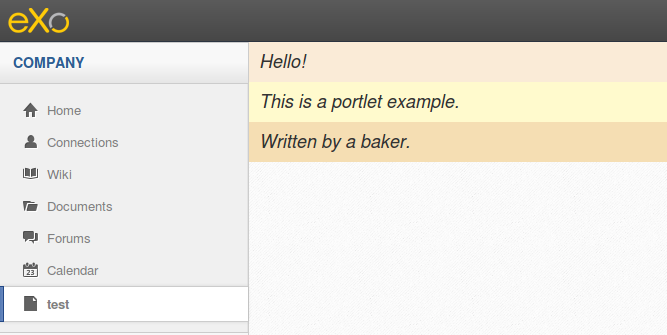 eXo
COMPANY
Home
Connections
Wiki
Documents
Forums
23
Calendar
test
Hello!
This is a portlet example.
Written by a baker.